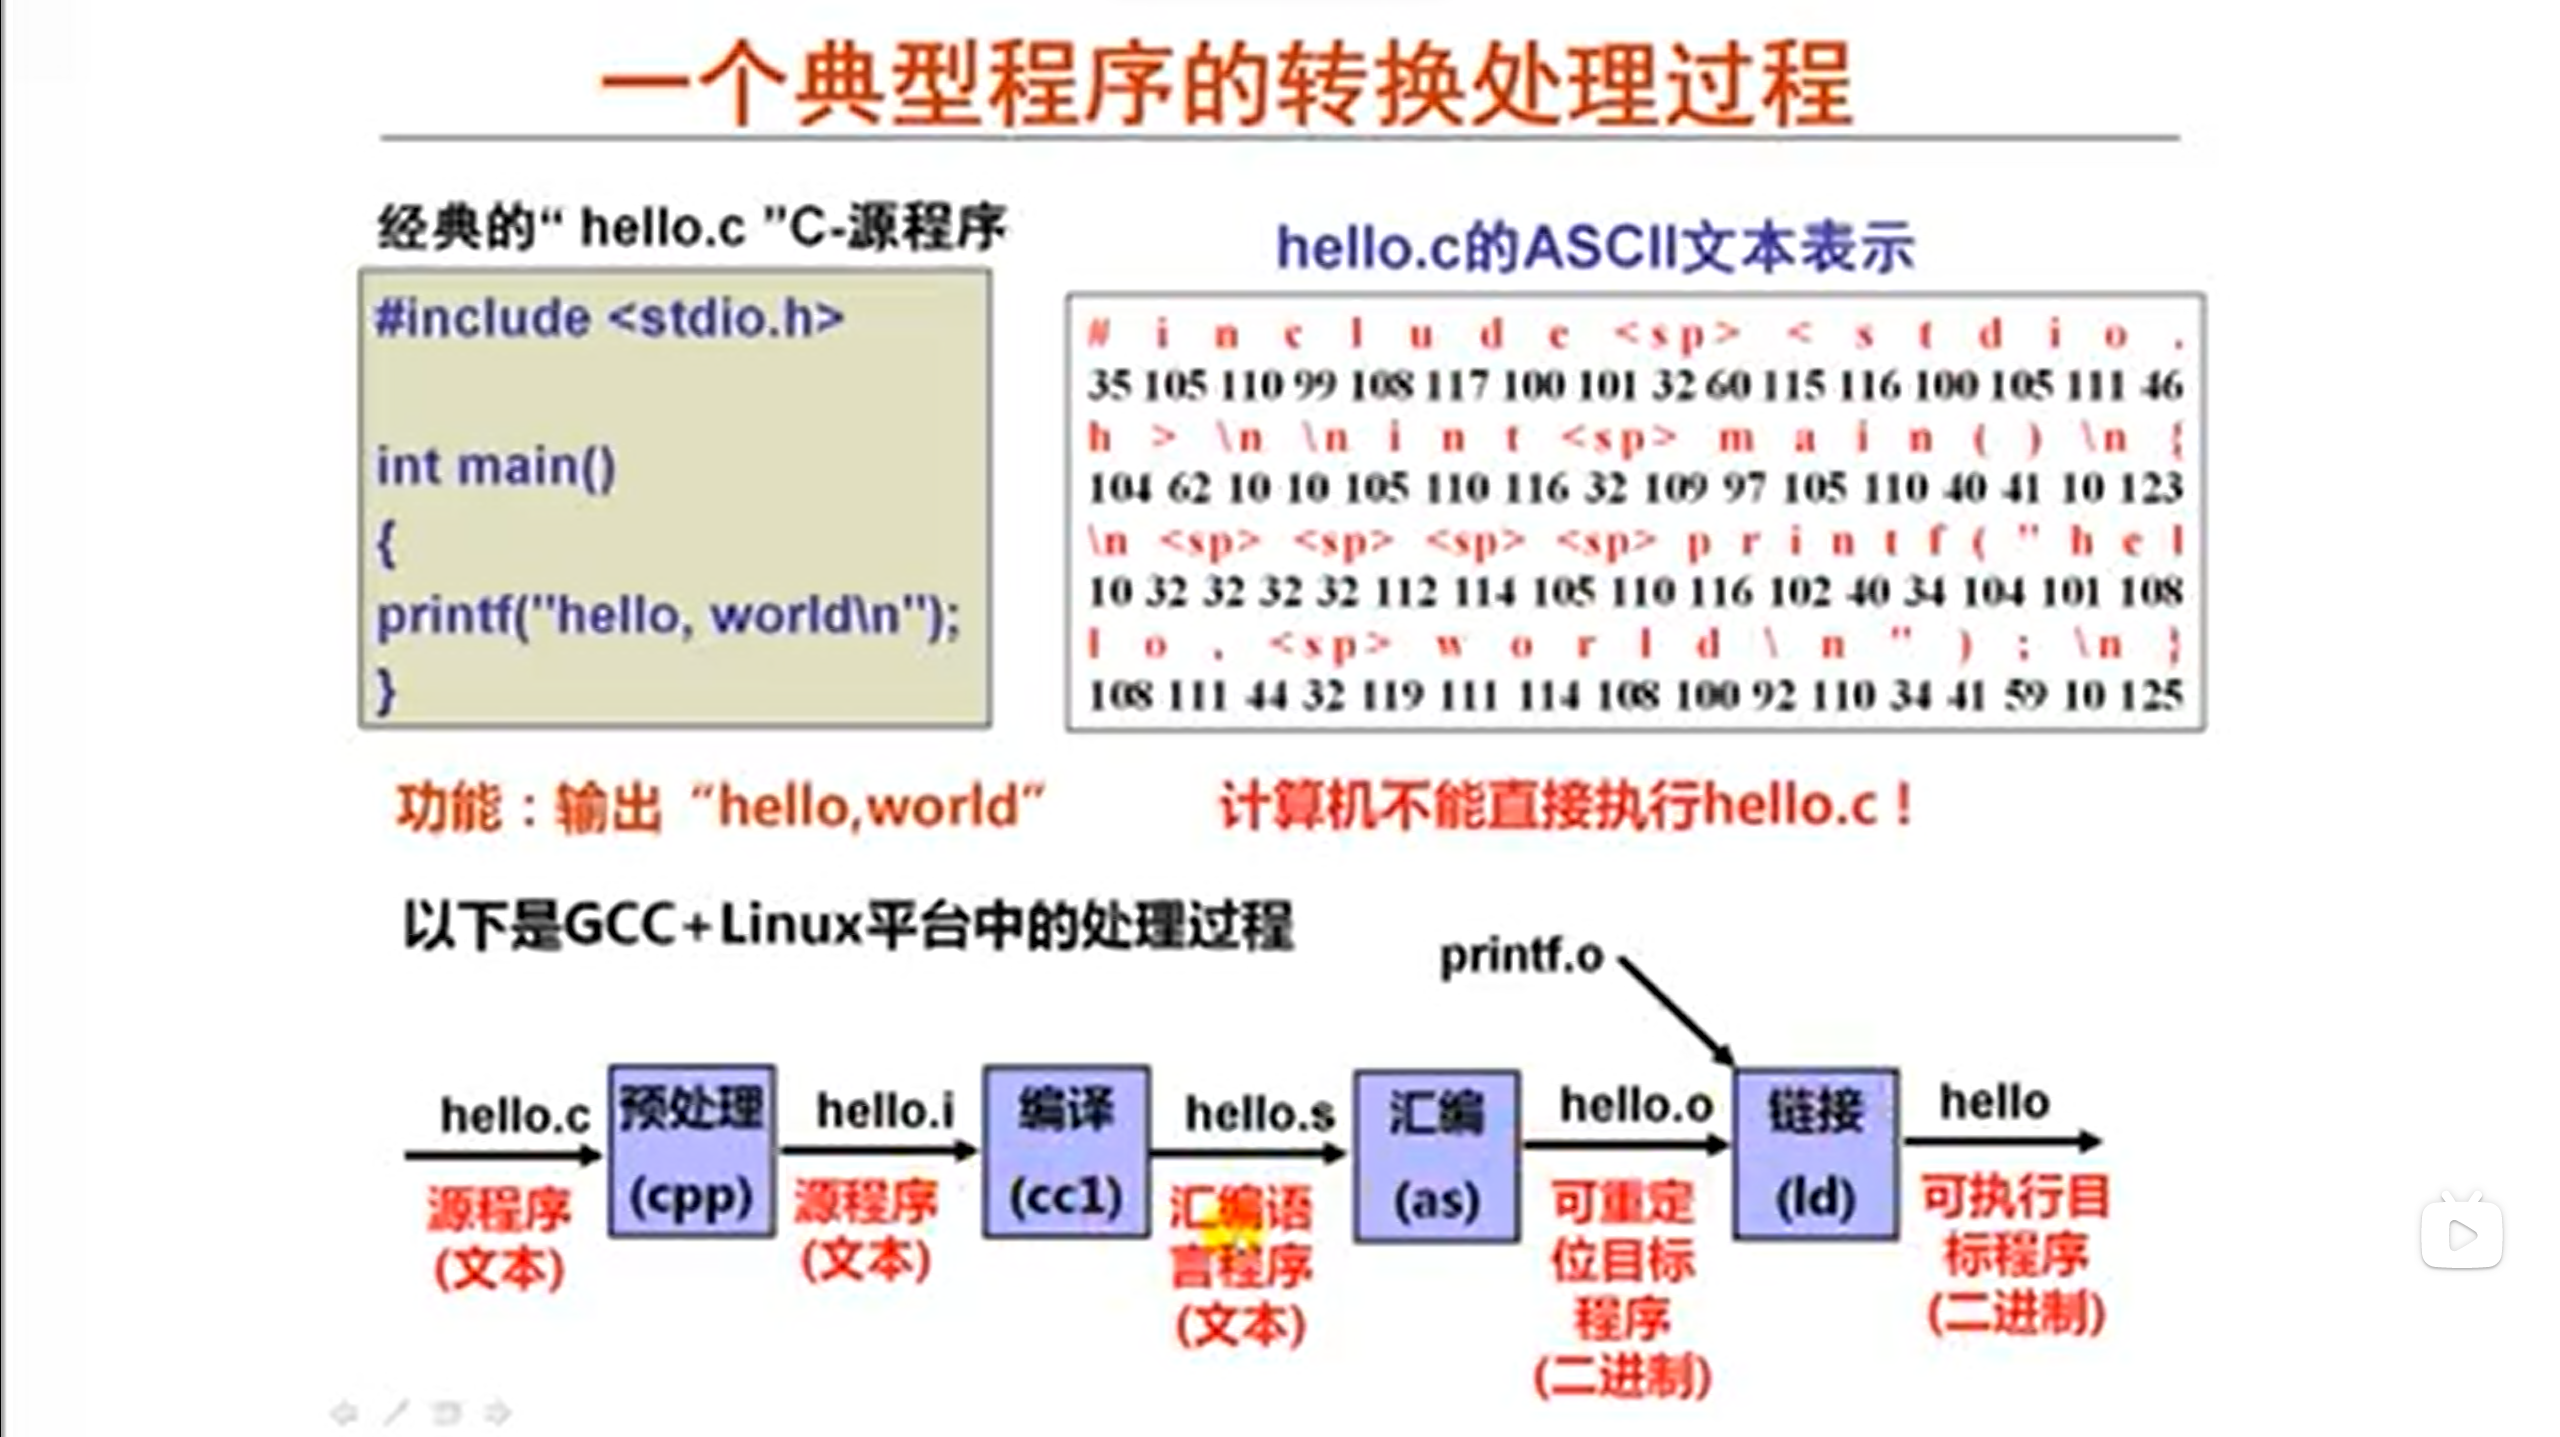 一个典型程序的转换处理过程
经典的“ hello.c ”C-源程序
#include <stdio.h>
int main()
{
printf("hello, world\n");
}
hello.c的ASCII文本表示
# i n c l u d e <sp> < s t d i o .
35 105 110 99 108 117 100 101 32 60 115 116 100 105 111 46
h > \n \n i n t <sp> m a i n ( ) \n {
104 62 10 10 105 110 116 32 109 97 105 110 40 41 10 123
\n <sp> <sp> <sp> <sp> p r i n t f ( " h e l
10 32 32 32 32 112 114 105 110 116 102 40 34 104 101 108
l o , <sp> w o r l d \ n " ) ; \n }
108 111 44 32 119 111 114 108 100 92 110 34 41 59 10 125
功能：输出“hello,world”
计算机不能直接执行hello.c！
以下是GCC+Linux平台中的处理过程
printf.o
hello.c
源程序
(文本)
预处理
(cpp)
hello.i
源程序
(文本)
编译
(cc1)
hello.s
汇编语
言程序
(文本)
汇编
(as)
hello.o
可重定
位目标
程序
(二进制)
链接
(ld)
hello
可执行目
标程序
(二进制)